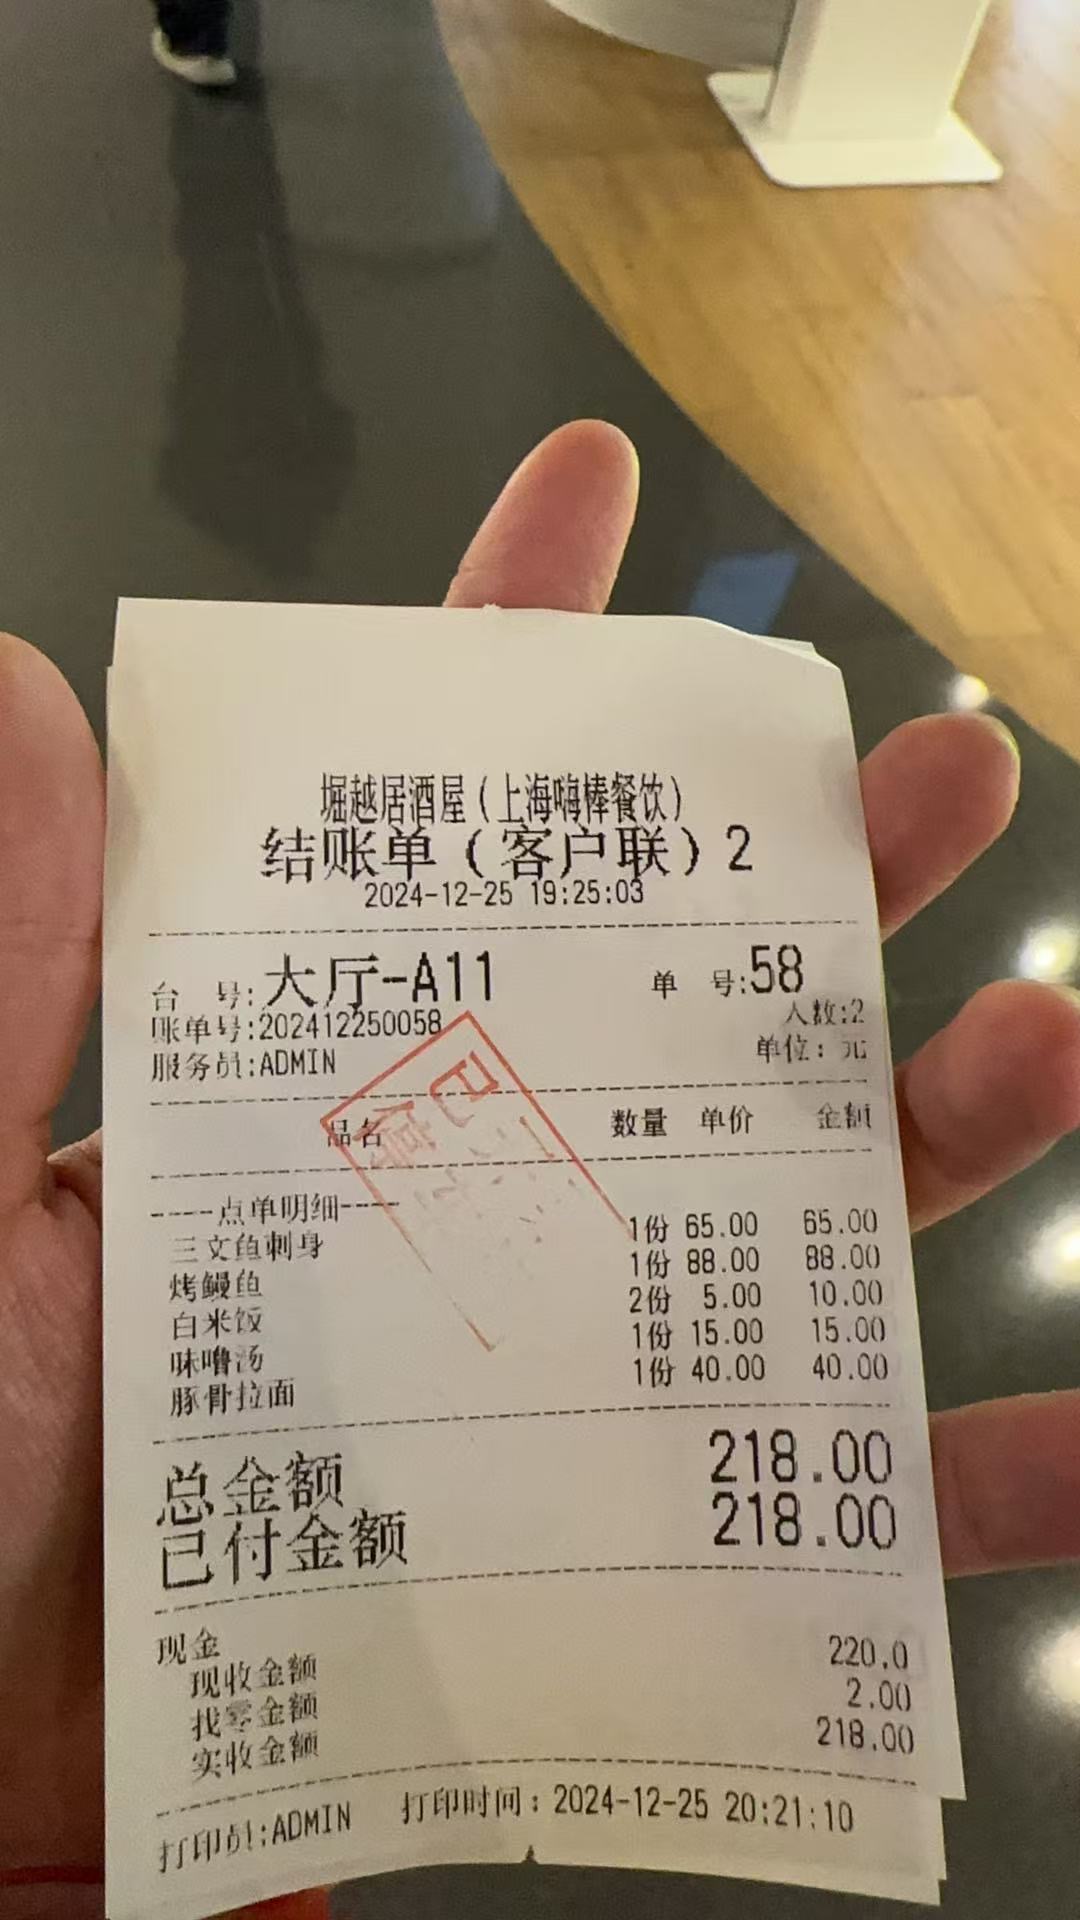 堀越居酒屋（上海嗨棒餐饮）
结账单（客户联）2
2024-12-25 19:25:03
台 号:大厅-A11 单 号:58
账单号:202412250058 人数:2
服务员:ADMIN 单位：元
品名 数量 单价 金额
----点单明细----
三文鱼刺身 1份 65.00 65.00
烤鳗鱼 1份 88.00 88.00
白米饭 2份 5.00 10.00
味噌汤 1份 15.00 15.00
豚骨拉面 1份 40.00 40.00
总金额 218.00
已付金额 218.00
现金
现收金额 220.0
找零金额 2.00
实收金额 218.00
打印员:ADMIN 打印时间：2024-12-25 20:21:10